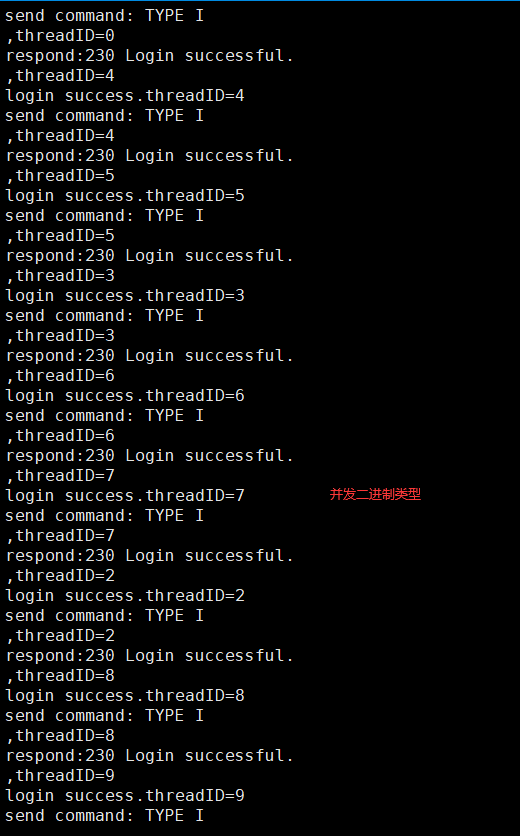 send command: TYPE I
,threadID=0
respond:230 Login successful.
,threadID=4
login success.threadID=4
send command: TYPE I
,threadID=4
respond:230 Login successful.
,threadID=5
login success.threadID=5
send command: TYPE I
,threadID=5
respond:230 Login successful.
,threadID=3
login success.threadID=3
send command: TYPE I
,threadID=3
respond:230 Login successful.
,threadID=6
login success.threadID=6
send command: TYPE I
,threadID=6
respond:230 Login successful.
,threadID=7
login success.threadID=7 并发二进制类型
send command: TYPE I
,threadID=7
respond:230 Login successful.
,threadID=2
login success.threadID=2
send command: TYPE I
,threadID=2
respond:230 Login successful.
,threadID=8
login success.threadID=8
send command: TYPE I
,threadID=8
respond:230 Login successful.
,threadID=9
login success.threadID=9
send command: TYPE I